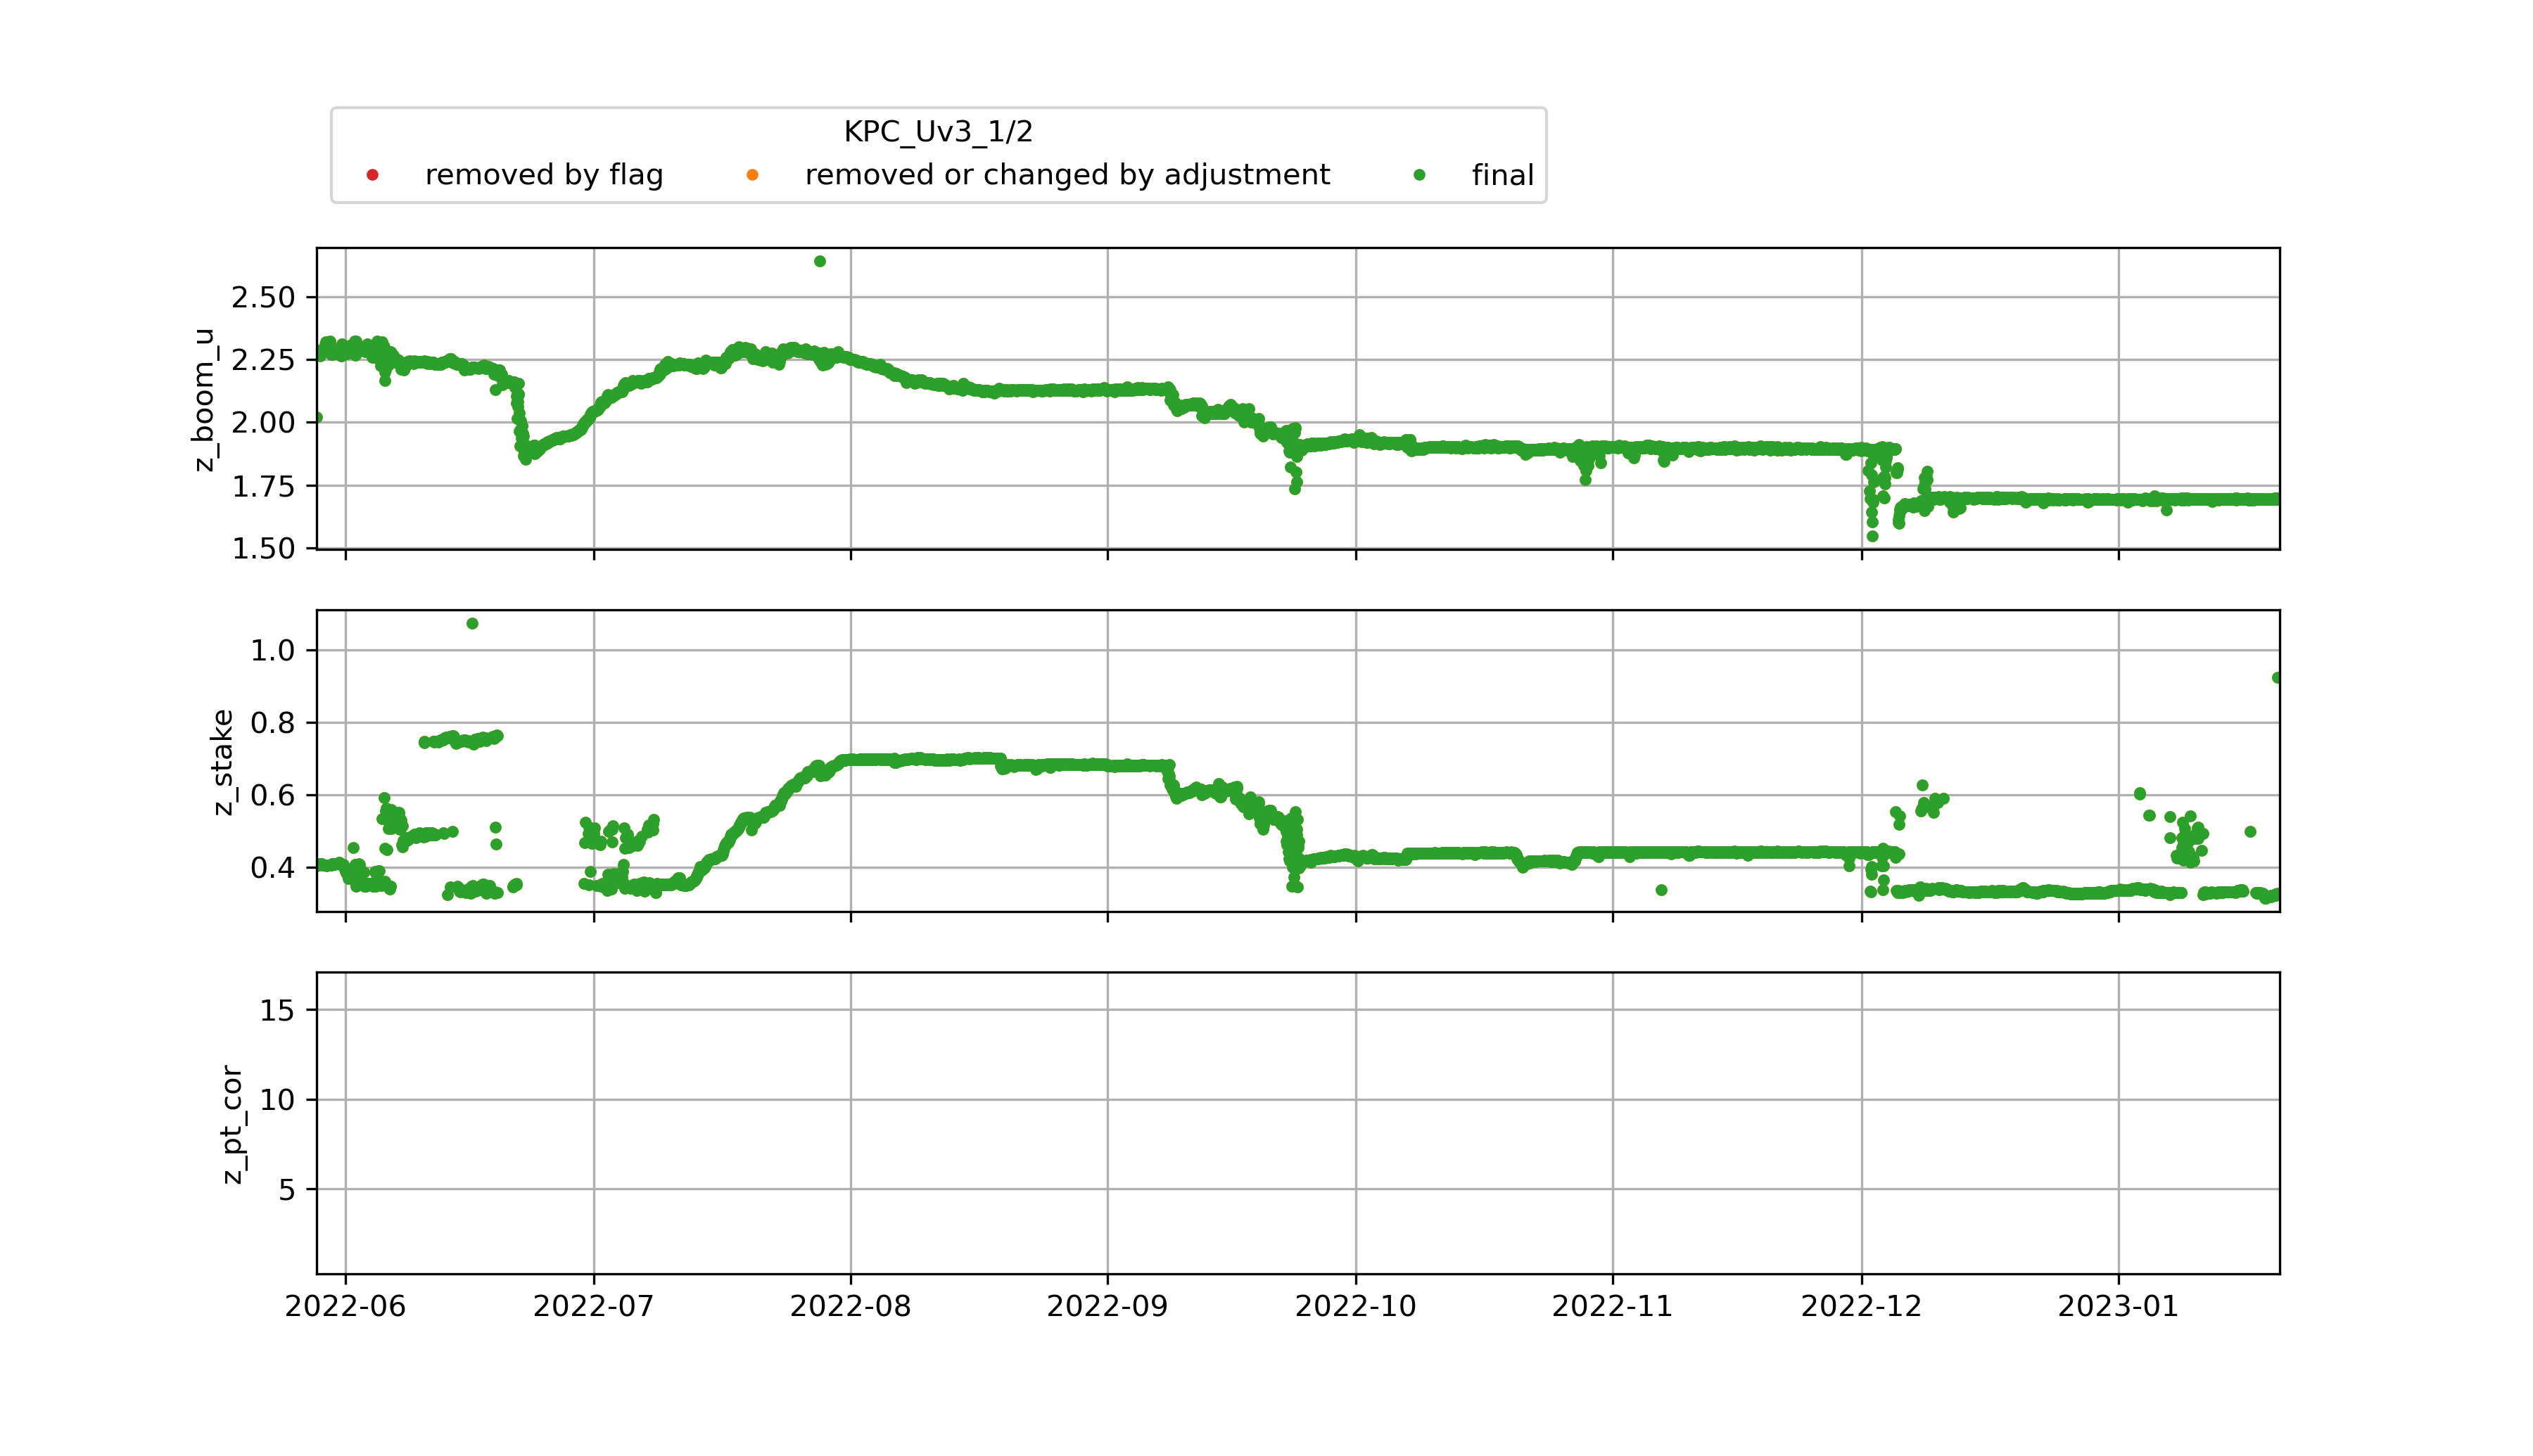 KPC_Uv3_1/2
removed by flag removed or changed by adjustment final
z_boom_u
2.50
2.25
2.00
1.75
1.50
z_stake
1.0
0.8
0.6
0.4
z_pt_cor
15
10
5
2022-06 2022-07 2022-08 2022-09 2022-10 2022-11 2022-12 2023-01